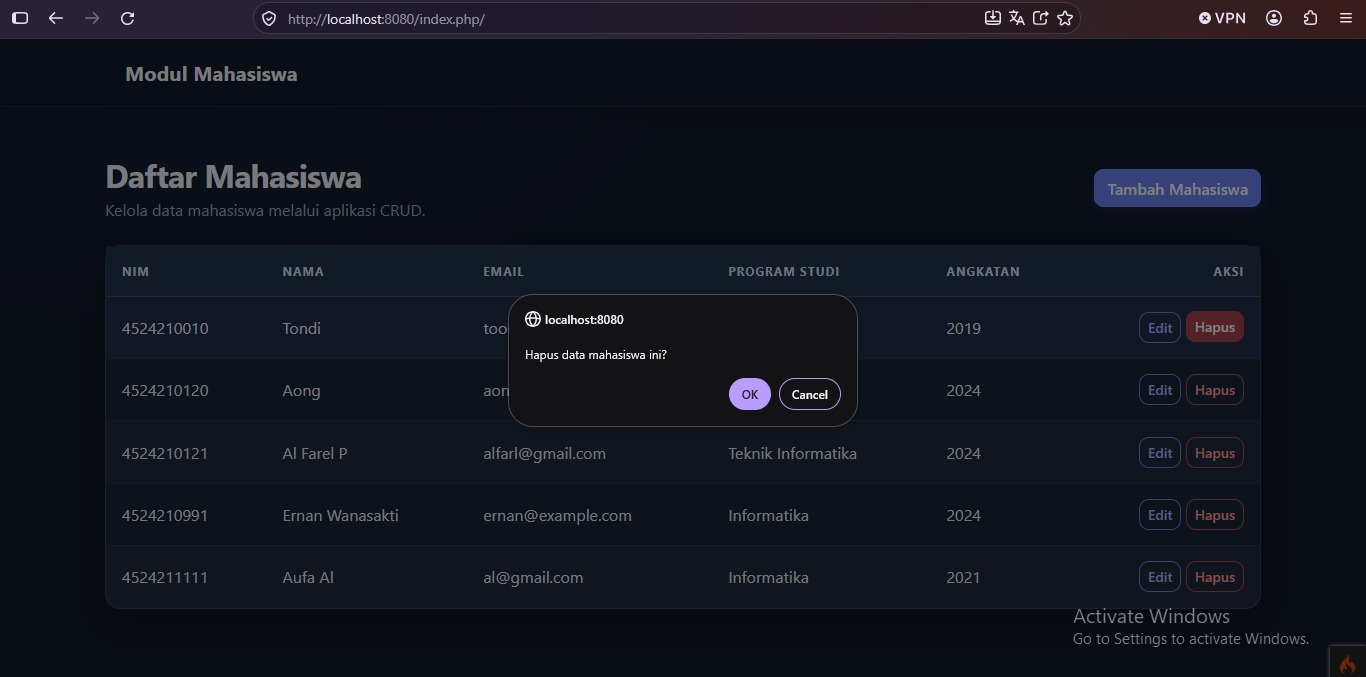 http://localhost:8080/index.php/
VPN
Modul Mahasiswa
Daftar Mahasiswa
Kelola data mahasiswa melalui aplikasi CRUD.
Tambah Mahasiswa
NIM NAMA EMAIL PROGRAM STUDI ANGKATAN AKSI
localhost:8080
Hapus data mahasiswa ini?
OK Cancel
4524210010 Tondi too 2019 Edit Hapus
4524210120 Aong aon 2024 Edit Hapus
4524210121 Al Farel P alfarl@gmail.com Teknik Informatika 2024 Edit Hapus
4524210991 Ernan Wanasakti ernan@example.com Informatika 2024 Edit Hapus
4524211111 Aufa Al al@gmail.com Informatika 2021 Edit Hapus
Activate Windows
Go to Settings to activate Windows.